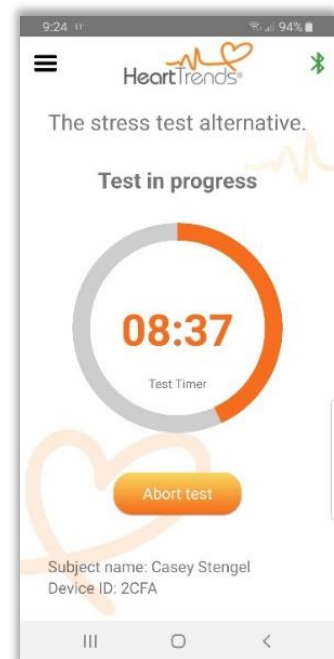 9:24
94%
HeartTrends®
The stress test alternative.
Test in progress
08:37
Test Timer
Abort test
Subject name: Casey Stengel
Device ID: 2CFA